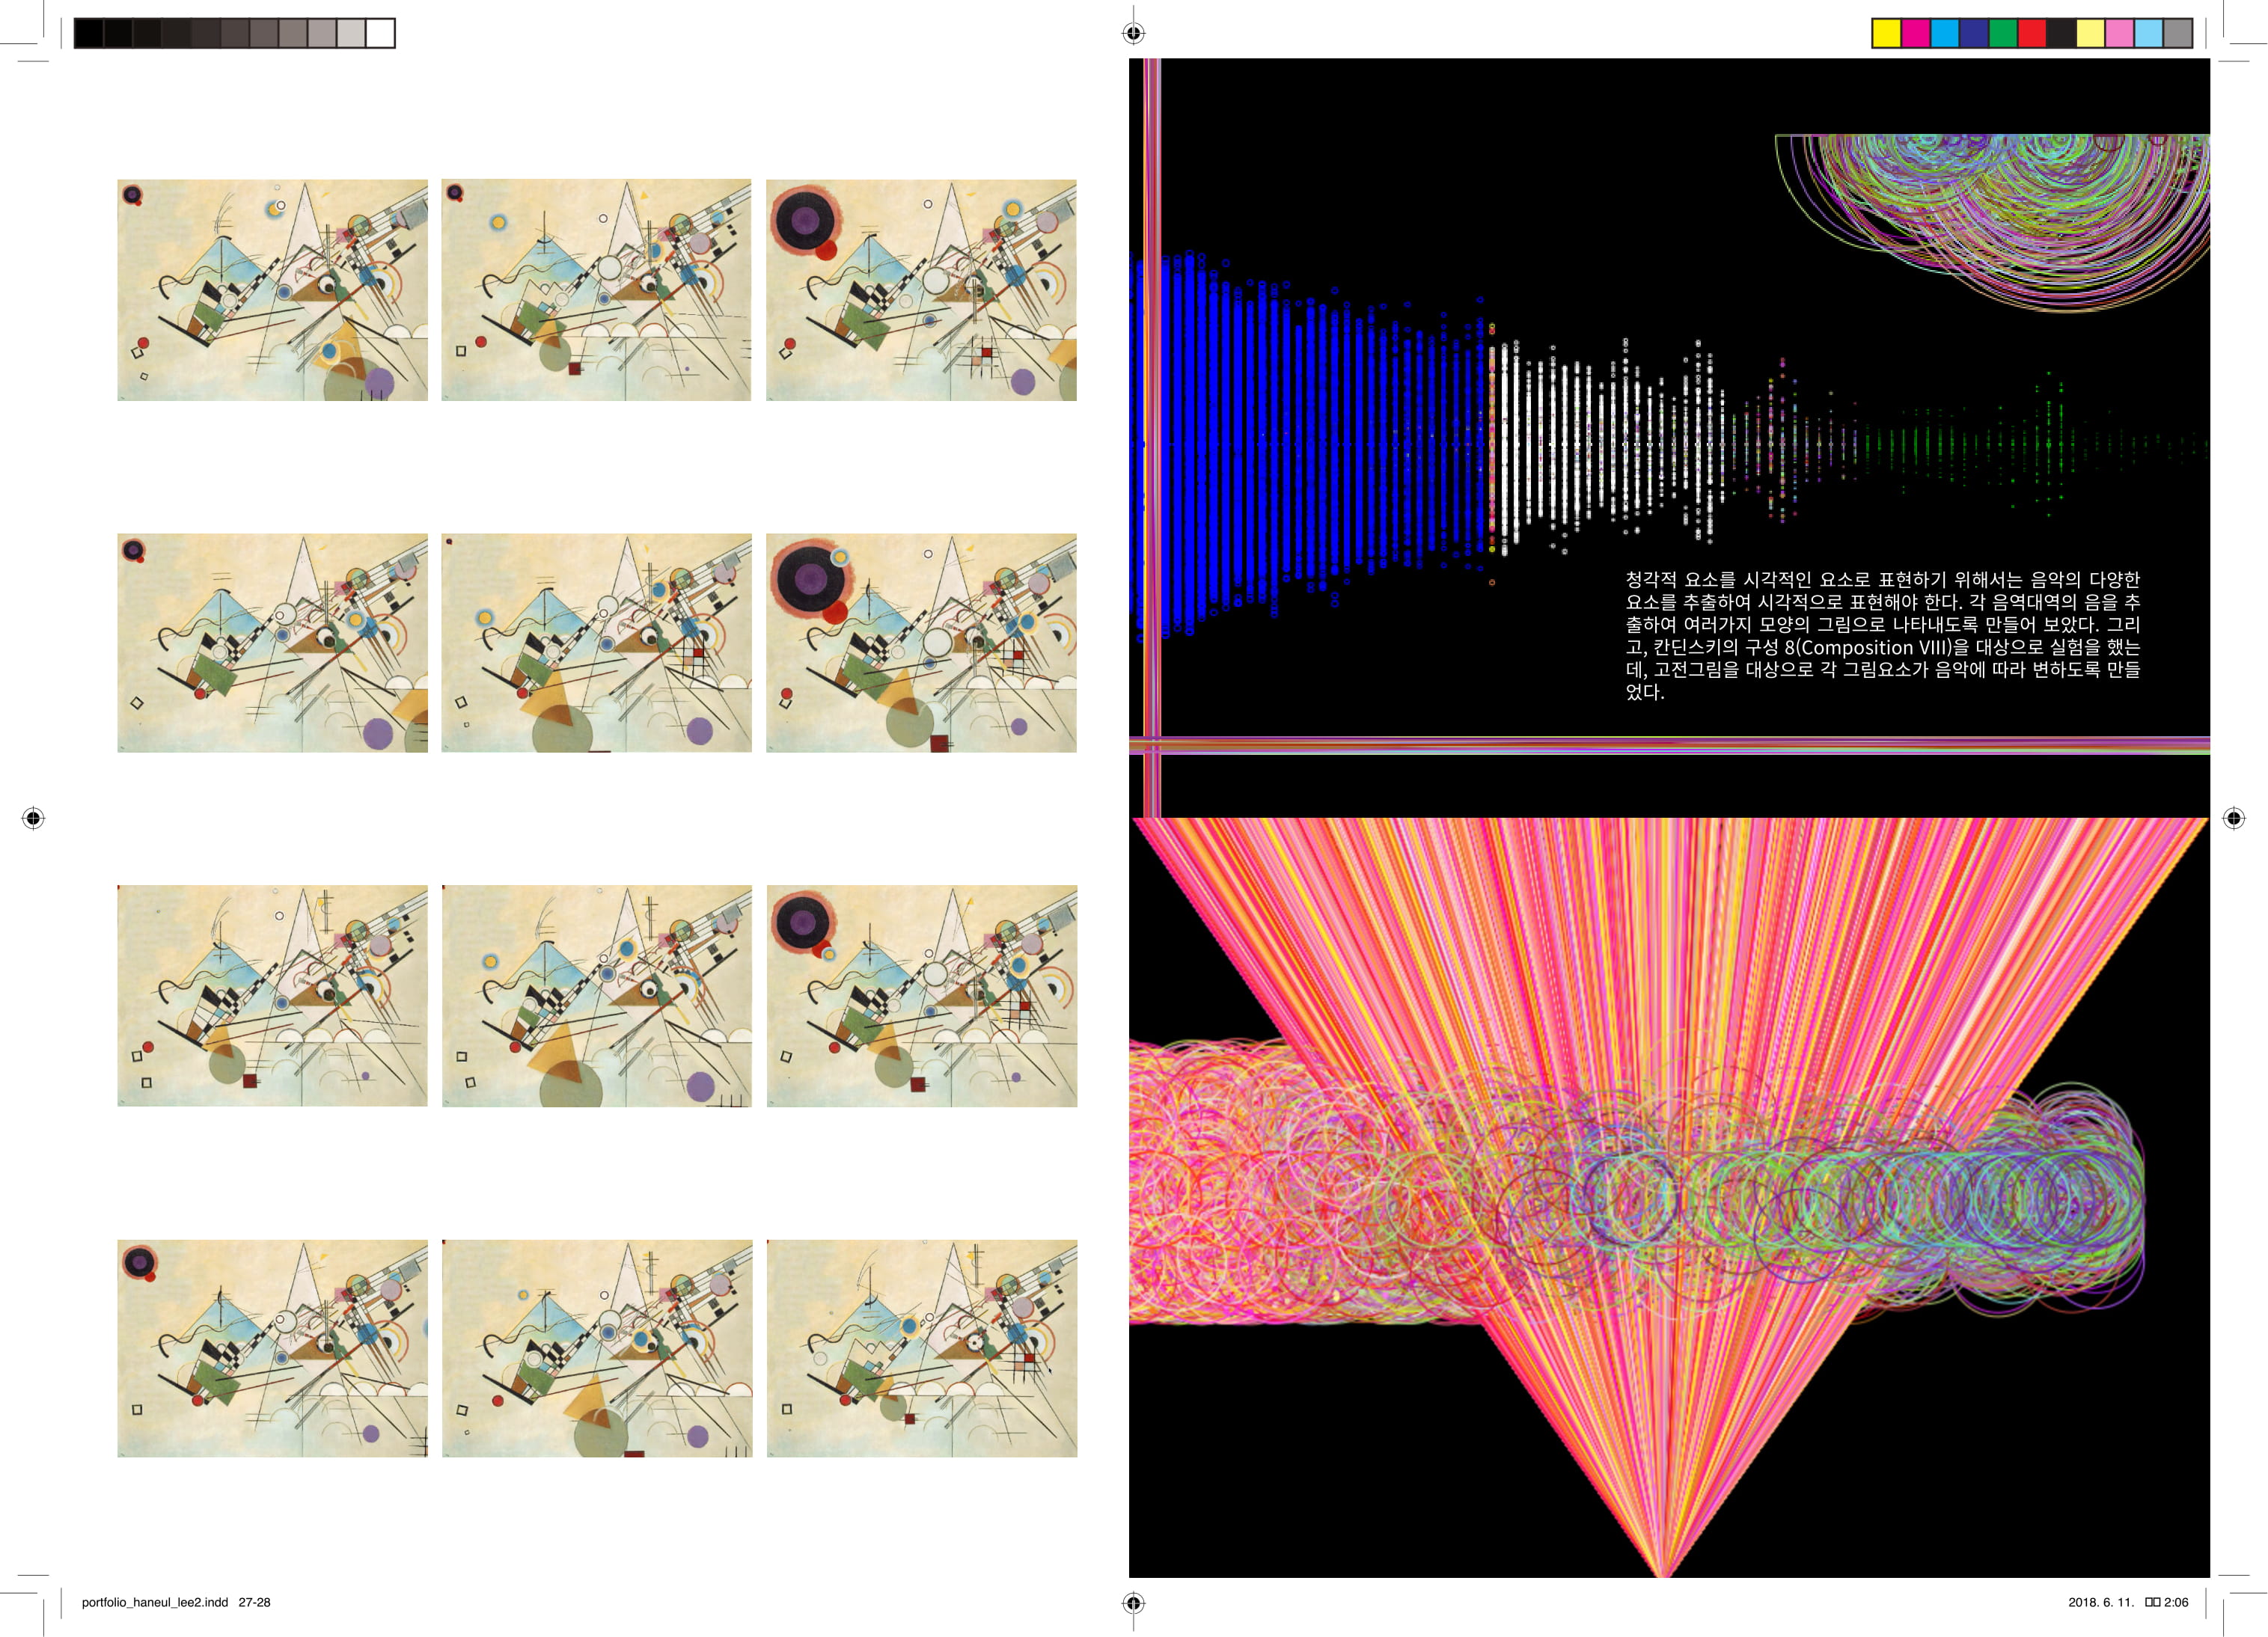 청각적 요소를 시각적인 요소로 표현하기 위해서는 음악의 다양한
요소를 추출하여 시각적으로 표현해야 한다. 각 음역대역의 음을 추
출하여 여러가지 모양의 그림으로 나타내도록 만들어 보았다. 그리
고, 칸딘스키의 구성 8(Composition VIII)을 대상으로 실험을 했는
데, 고전그림을 대상으로 각 그림요소가 음악에 따라 변하도록 만들
었다.
portfolio_haneul_lee2.indd 27-28
2018. 6. 11. 2:06